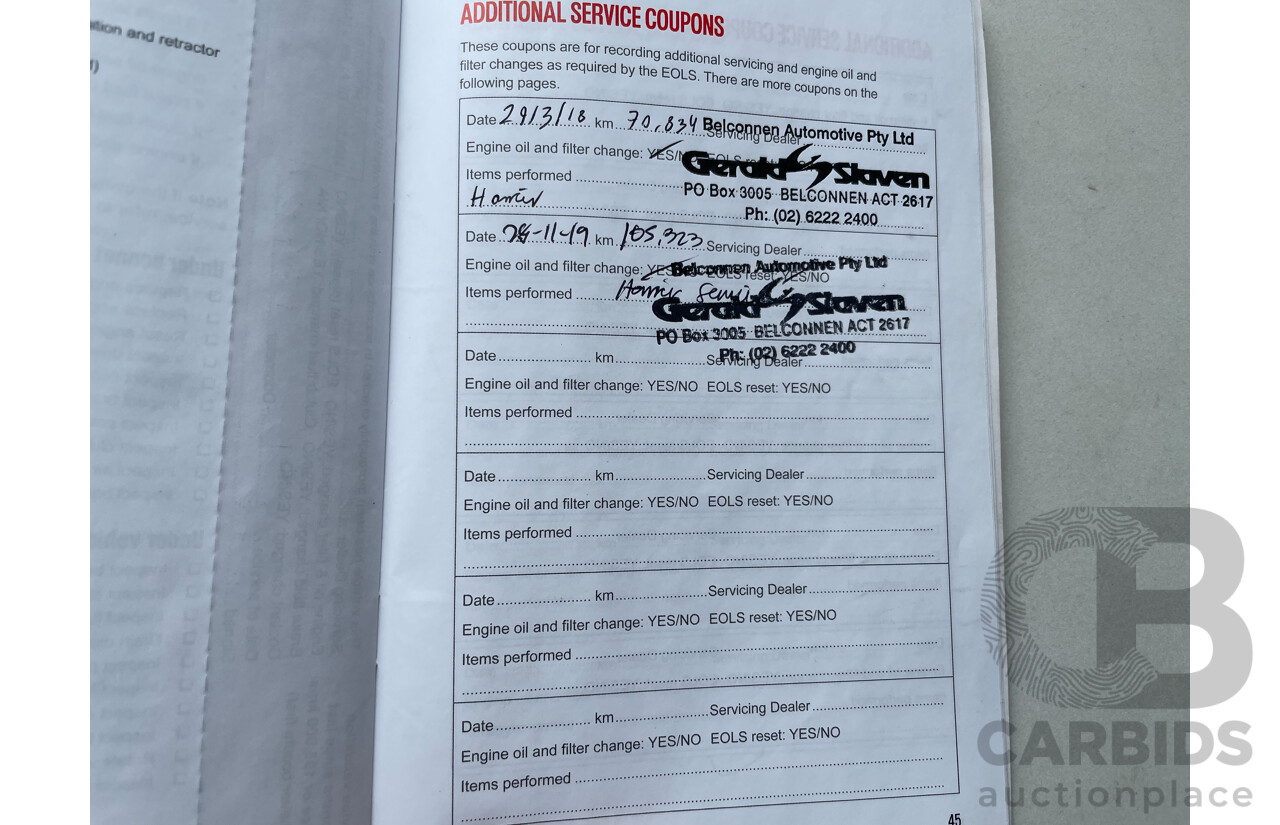 tion and retractor
ADDITIONAL SERVICE COUPONS
These coupons are for recording additional servicing and engine oil and
filter changes as required by the EOLS. There are more coupons on the
following pages.
Date 29/3/18 km 70,834 Servicing Dealer
Belconnen Automotive Pty Ltd
Engine oil and filter change: YES/
Gerald Slaven
Items performed
PO Box 3005 BELCONNEN ACT 2617
Ph: (02) 6222 2400
Date 28-11-19 km 105,323 Servicing Dealer
Belconnen Automotive Pty Ltd
Engine oil and filter change: YES EOLS reset: YES/NO
Items performed
Gerald Slaven
PO Box 3005 BELCONNEN ACT 2617
Ph: (02) 6222 2400
Date km Servicing Dealer
Engine oil and filter change: YES/NO EOLS reset: YES/NO
Items performed
Date km Servicing Dealer
Engine oil and filter change: YES/NO EOLS reset: YES/NO
Items performed
Date km Servicing Dealer
Engine oil and filter change: YES/NO EOLS reset: YES/NO
Items performed
Date km Servicing Dealer
Engine oil and filter change: YES/NO EOLS reset: YES/NO
Items performed
45
CB
CARBIDS
auctionplace